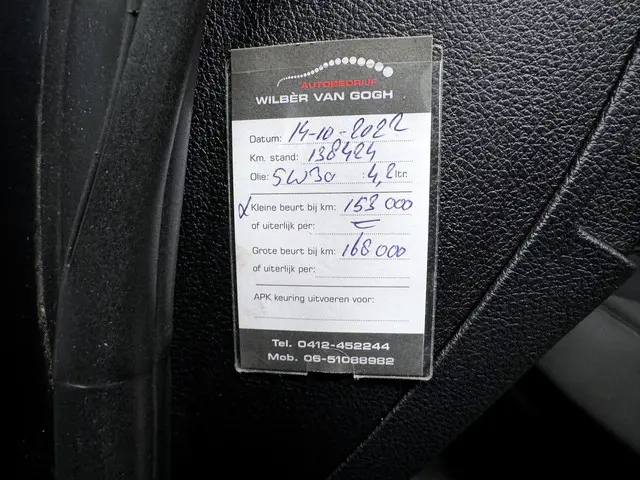 AUTOBEDRIJF
WILBÈR VAN GOGH
Datum: 14-10-2022
Km. stand: 138424
Olie: 5W30 : 4,2 ltr.
Kleine beurt bij km: 153 000
of uiterlijk per:
Grote beurt bij km: 168 000
of uiterlijk per:
APK keuring uitvoeren voor:
Tel. 0412-452244
Mob. 06-51088982